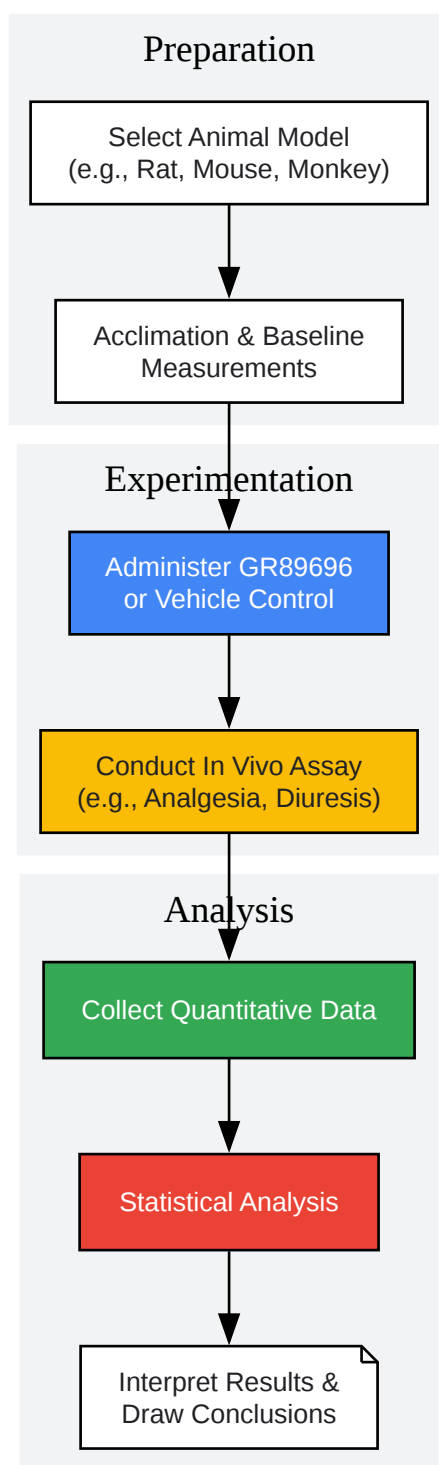 Preparation
Select Animal Model
(e.g., Rat, Mouse, Monkey)
Acclimation & Baseline
Measurements
Experimentation
Administer GR89696
or Vehicle Control
Conduct In Vivo Assay
(e.g., Analgesia, Diuresis)
Analysis
Collect Quantitative Data
Statistical Analysis
Interpret Results &
Draw Conclusions